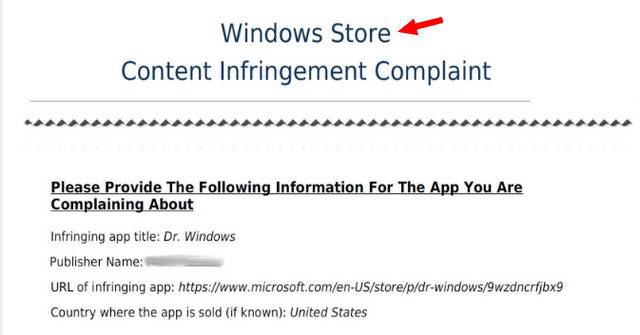 Windows Store
Content Infringement Complaint
Please Provide The Following Information For The App You Are
Complaining About
Infringing app title: Dr. Windows
Publisher Name:
URL of infringing app: https://www.microsoft.com/en-US/store/p/dr-windows/9wzdncrfjbx9
Country where the app is sold (if known): United States